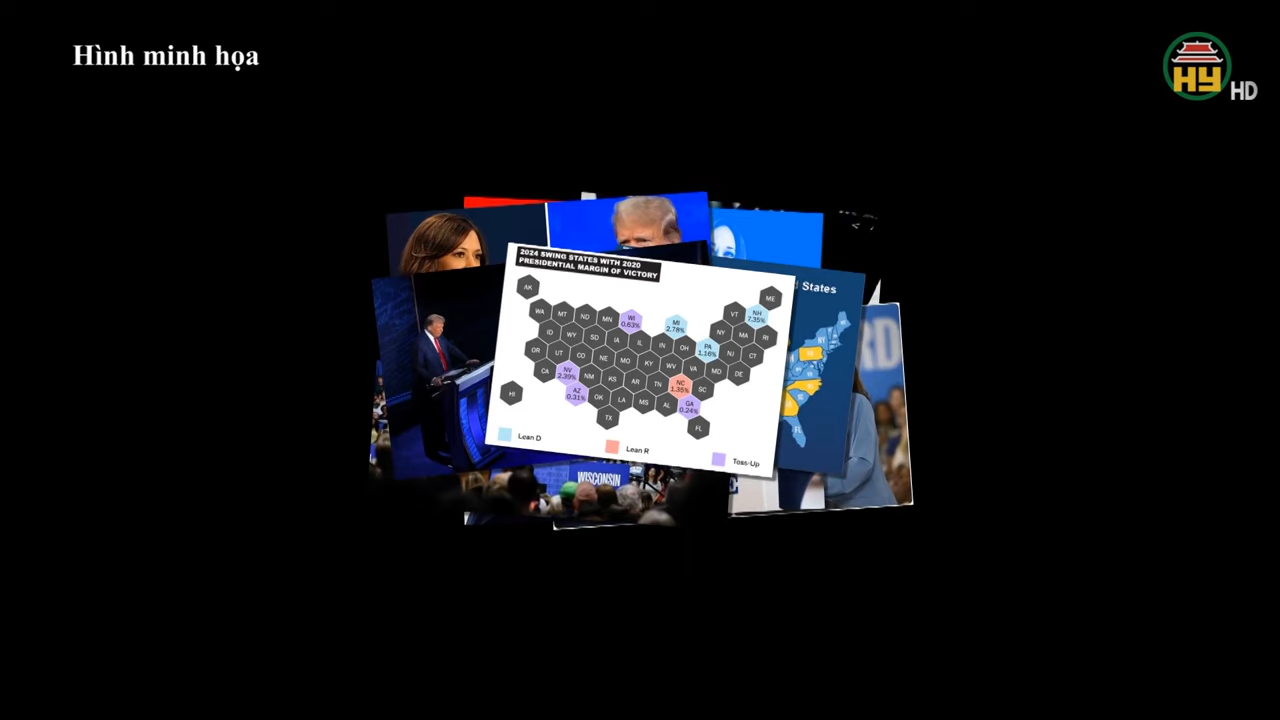 Hình minh họa
HY
HD
2024 SWING STATES WITH 2020
PRESIDENTIAL MARGIN OF VICTORY
States
AK
ME
WA
MT
ND
MN
WI
0.63%
MI
2.78%
VT
NH
7.35%
ID
WY
SD
IA
IL
IN
OH
PA
1.16%
NY
MA
RI
OR
UT
CO
NE
MO
KY
WV
VA
NJ
CT
CA
NV
2.39%
NM
KS
AR
TN
NC
1.35%
MD
DE
HI
AZ
0.31%
OK
LA
MS
AL
GA
0.24%
SC
TX
FL
Lean D
Lean R
Toss-Up
WISCONSIN